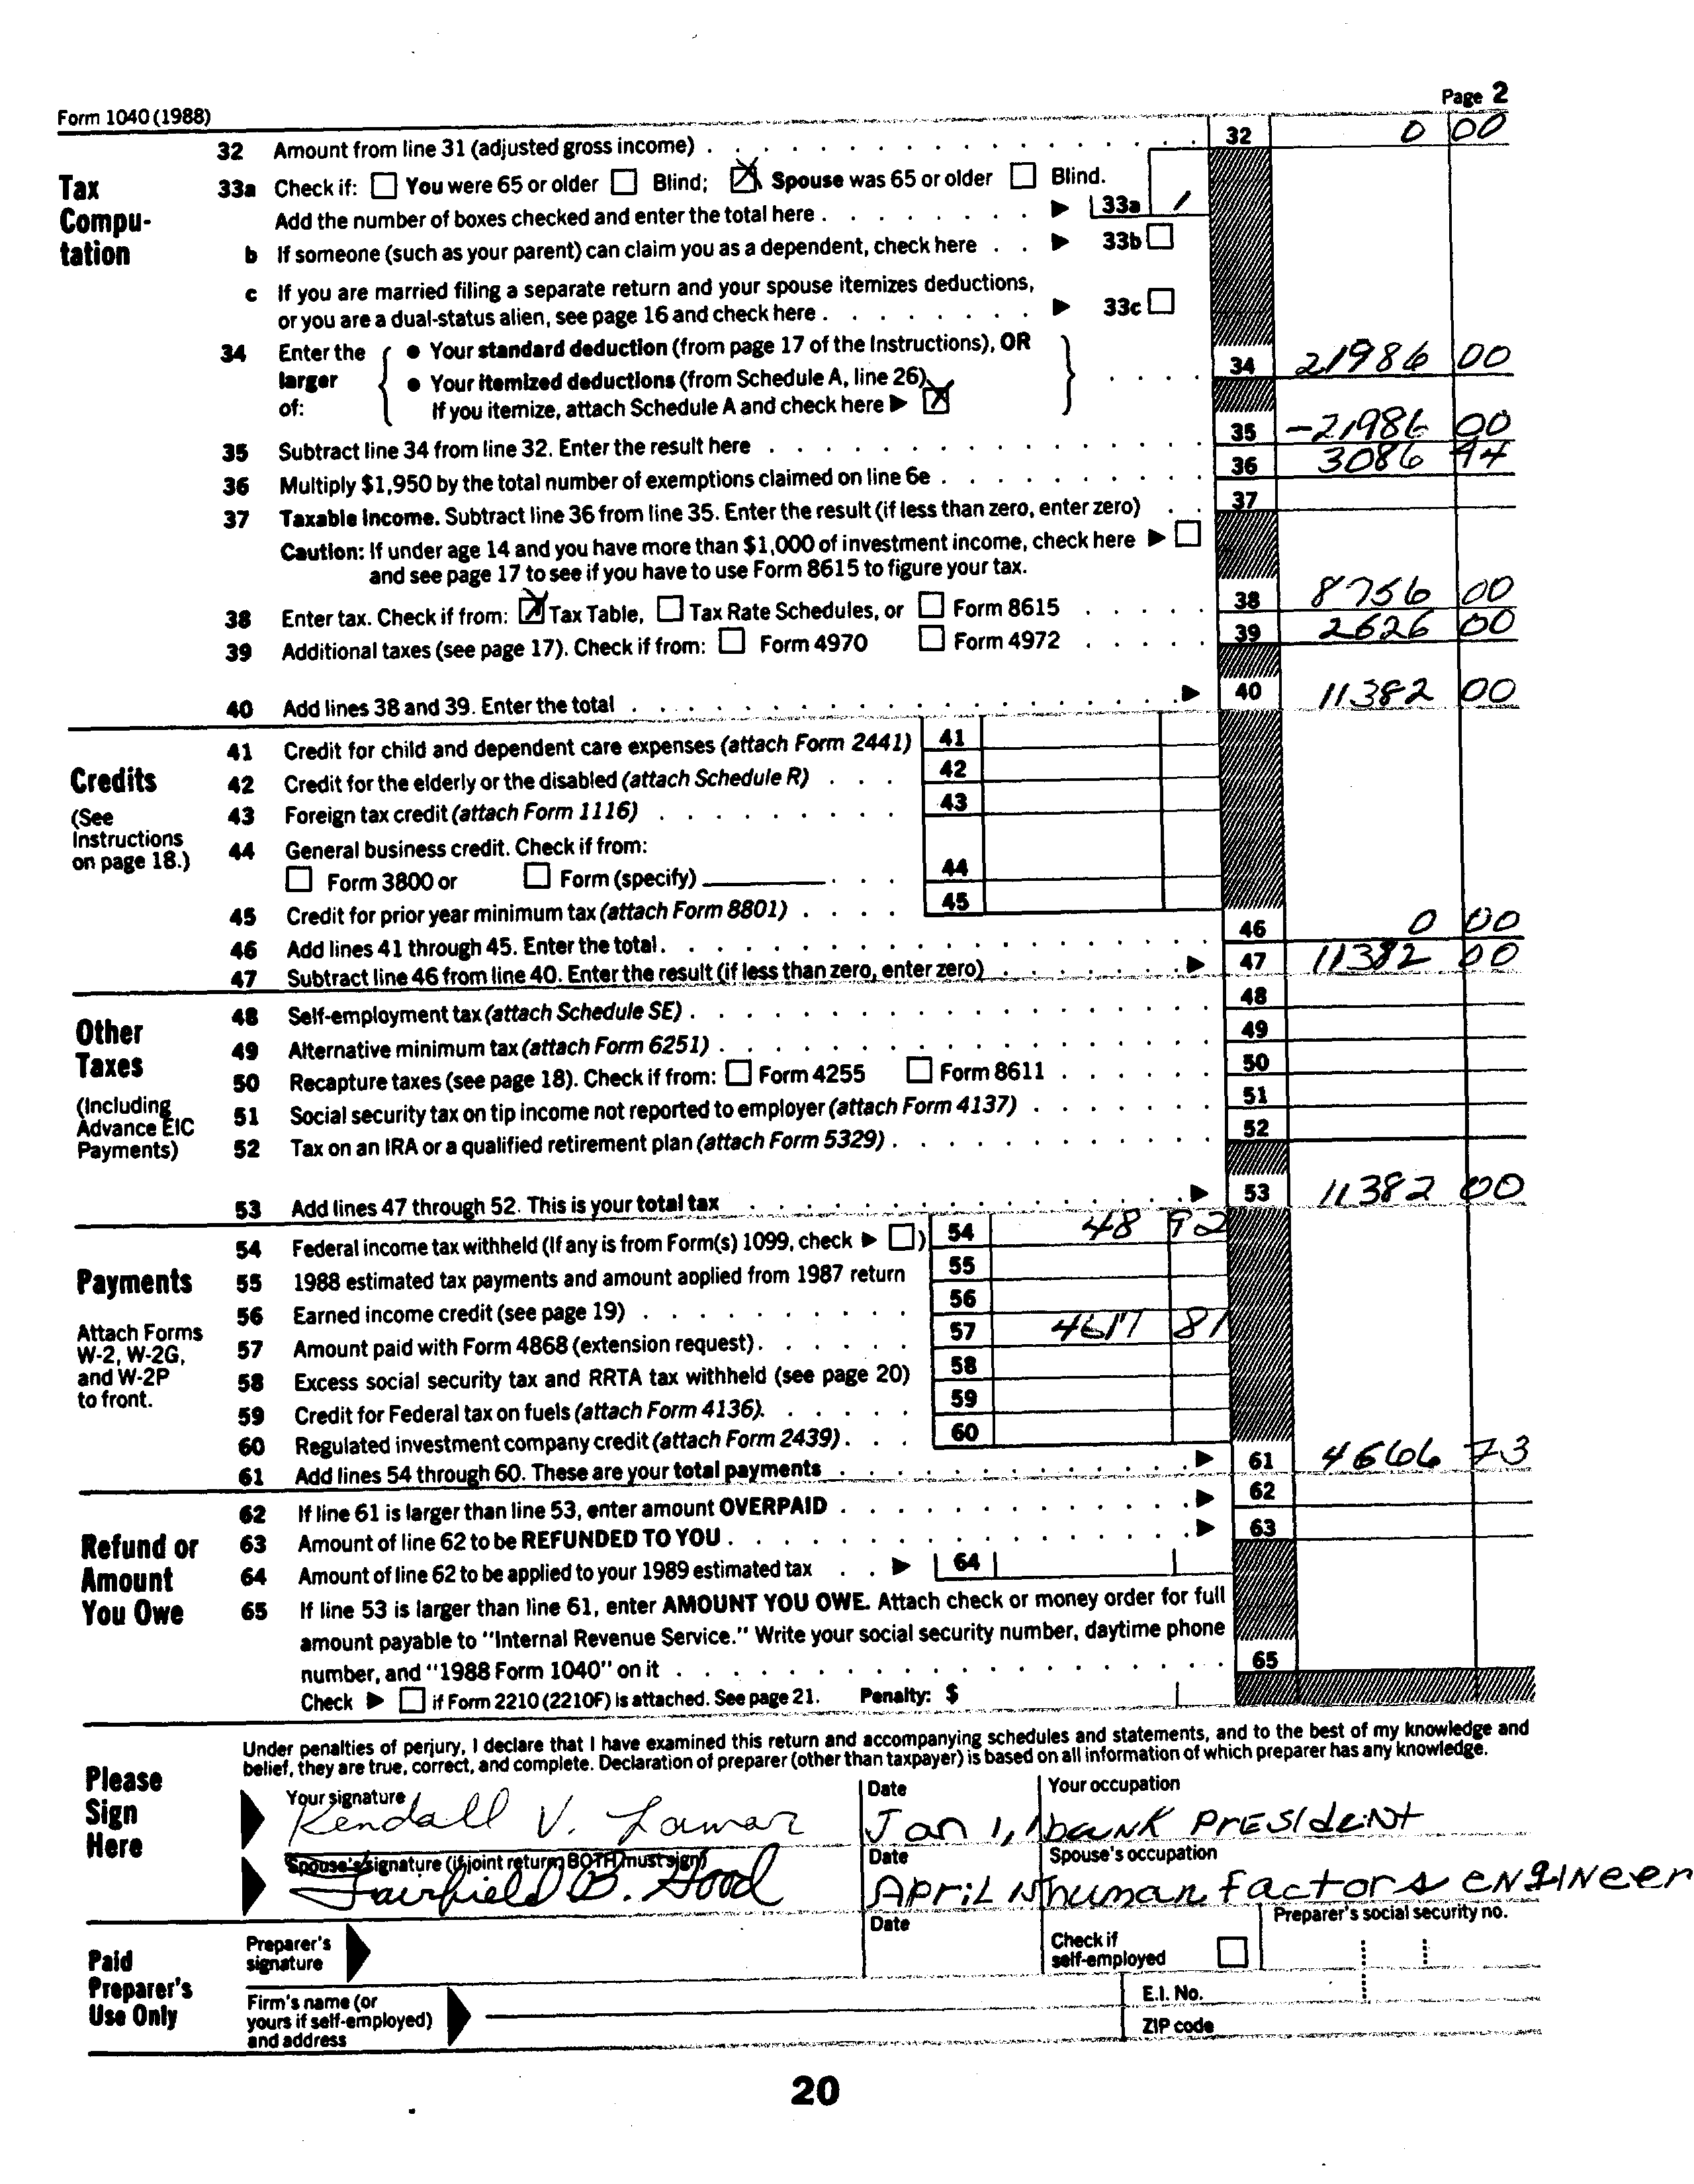 Form 1040 (1988)
Page 2
32 Amount from line 31 (adjusted gross income) . . . 32 0 00
Tax Compu-tation
33a Check if: You were 65 or older Blind; X Spouse was 65 or older Blind.
Add the number of boxes checked and enter the total here . . . 33a 1
b If someone (such as your parent) can claim you as a dependent, check here . . 33b
c If you are married filing a separate return and your spouse itemizes deductions,
or you are a dual-status alien, see page 16 and check here . . . 33c
34 Enter the larger of:
• Your standard deduction (from page 17 of the Instructions), OR
• Your itemized deductions (from Schedule A, line 26).
If you itemize, attach Schedule A and check here X
34 21986 00
35 Subtract line 34 from line 32. Enter the result here . . . 35 -21986 00
36 Multiply $1,950 by the total number of exemptions claimed on line 6e . . . 36 3086 94
37 Taxable income. Subtract line 36 from line 35. Enter the result (if less than zero, enter zero) . . 37
Caution: If under age 14 and you have more than $1,000 of investment income, check here
and see page 17 to see if you have to use Form 8615 to figure your tax.
38 Enter tax. Check if from: X Tax Table, Tax Rate Schedules, or Form 8615 . . . 38 8756 00
39 Additional taxes (see page 17). Check if from: Form 4970 Form 4972 . . . 39 2626 00
40 Add lines 38 and 39. Enter the total . . . 40 11382 00
Credits
(See Instructions on page 18.)
41 Credit for child and dependent care expenses (attach Form 2441) 41
42 Credit for the elderly or the disabled (attach Schedule R) . . . 42
43 Foreign tax credit (attach Form 1116) . . . 43
44 General business credit. Check if from:
Form 3800 or Form (specify) . . . 44
45 Credit for prior year minimum tax (attach Form 8801) . . . 45
46 Add lines 41 through 45. Enter the total . . . 46 0 00
47 Subtract line 46 from line 40. Enter the result (if less than zero, enter zero) . . . 47 11382 00
Other Taxes
(Including Advance EIC Payments)
48 Self-employment tax (attach Schedule SE) . . . 48
49 Alternative minimum tax (attach Form 6251) . . . 49
50 Recapture taxes (see page 18). Check if from: Form 4255 Form 8611 . . . 50
51 Social security tax on tip income not reported to employer (attach Form 4137) . . . 51
52 Tax on an IRA or a qualified retirement plan (attach Form 5329) . . . 52
53 Add lines 47 through 52. This is your total tax . . . 53 11382 00
Payments
Attach Forms W-2, W-2G, and W-2P to front.
54 Federal income tax withheld (If any is from Form(s) 1099, check ) 54 48 92
55 1988 estimated tax payments and amount applied from 1987 return 55
56 Earned income credit (see page 19) . . . 56
57 Amount paid with Form 4868 (extension request) . . . 57 4617 81
58 Excess social security tax and RRTA tax withheld (see page 20) 58
59 Credit for Federal tax on fuels (attach Form 4136) . . . 59
60 Regulated investment company credit (attach Form 2439) . . . 60
61 Add lines 54 through 60. These are your total payments . . . 61 4666 73
Refund or Amount You Owe
62 If line 61 is larger than line 53, enter amount OVERPAID . . . 62
63 Amount of line 62 to be REFUNDED TO YOU . . . 63
64 Amount of line 62 to be applied to your 1989 estimated tax . . 64
65 If line 53 is larger than line 61, enter AMOUNT YOU OWE. Attach check or money order for full
amount payable to "Internal Revenue Service." Write your social security number, daytime phone
number, and "1988 Form 1040" on it . . . 65
Check if Form 2210 (2210F) is attached. See page 21. Penalty: $
Please Sign Here
Under penalties of perjury, I declare that I have examined this return and accompanying schedules and statements, and to the best of my knowledge and
belief, they are true, correct, and complete. Declaration of preparer (other than taxpayer) is based on all information of which preparer has any knowledge.
Your signature Date Your occupation
Kendall V. Lamar Jan 1, 1 bank PRESIdeNt
Spouse's signature (if joint return, BOTH must sign) Date Spouse's occupation
Fairfield B. Good April 15 human factors eNgINeer
Paid Preparer's Use Only
Preparer's signature Date Check if self-employed Preparer's social security no.
Firm's name (or yours if self-employed) and address
E.I. No.
ZIP code
20